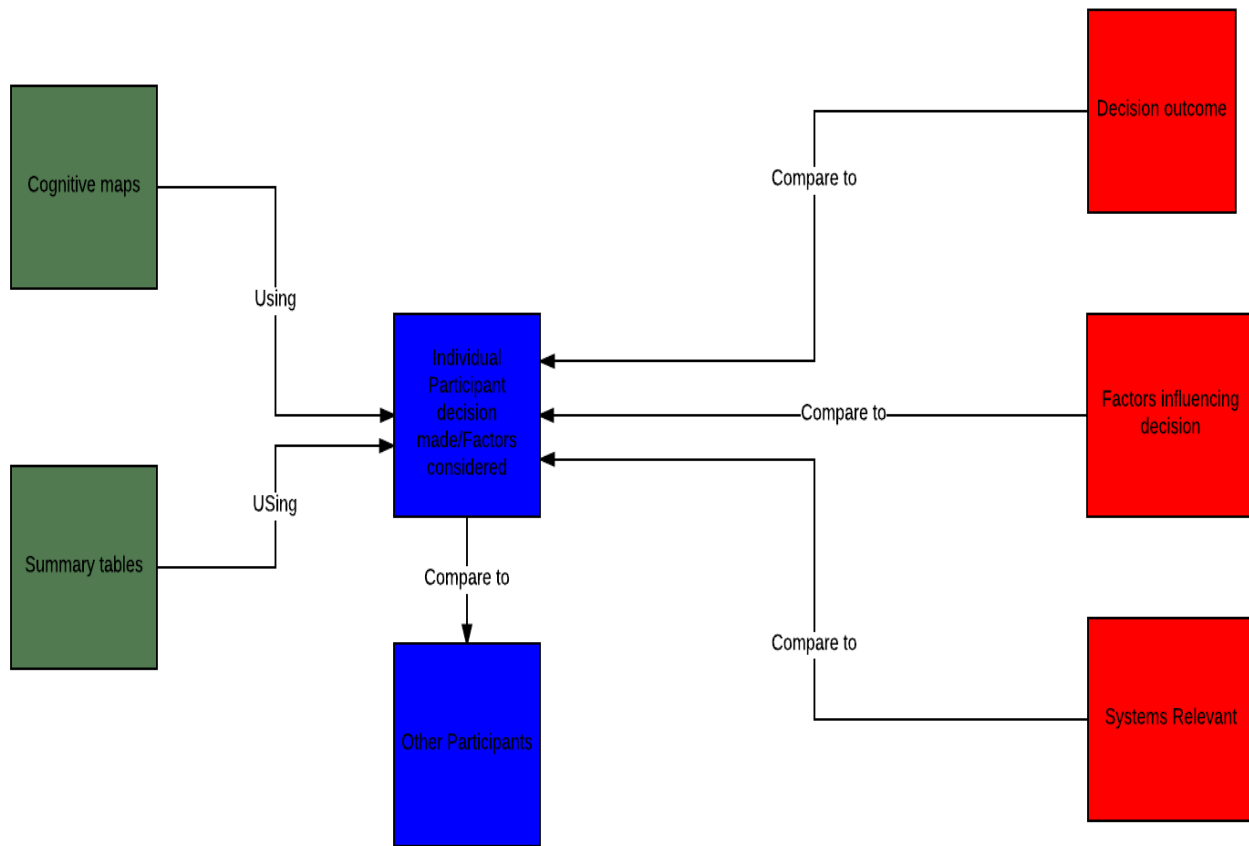 Decision outcome
Compare to
Cognitive maps
Using
Individual
Participant
decision
made/Factors
considered
Compare to
Factors influencing
decision
USing
Summary tables
Compare to
Compare to
Systems Relevant
Other Participants